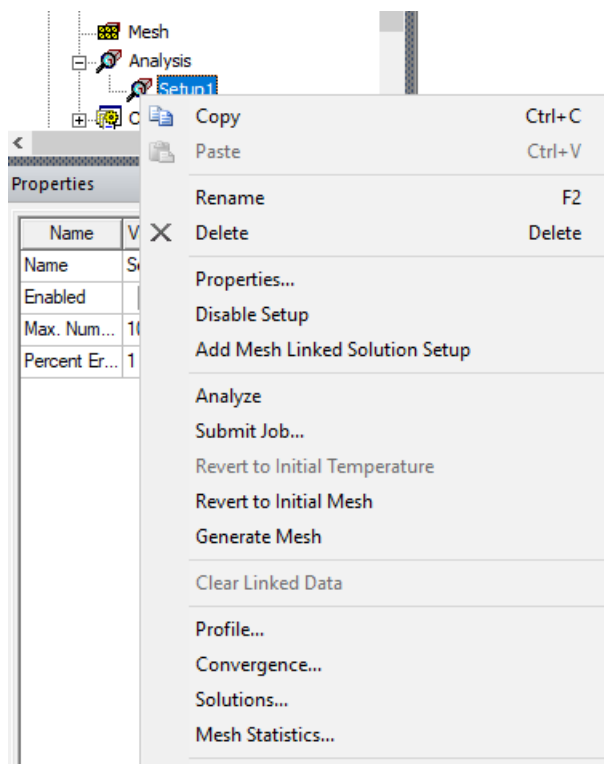 Mesh
Analysis
Setup1
Copy Ctrl+C
Paste Ctrl+V
Properties
Rename F2
Name
Delete Delete
Name
Properties...
Enabled
Disable Setup
Max. Num... 10
Add Mesh Linked Solution Setup
Percent Er... 1
Analyze
Submit Job...
Revert to Initial Temperature
Revert to Initial Mesh
Generate Mesh
Clear Linked Data
Profile...
Convergence...
Solutions...
Mesh Statistics...